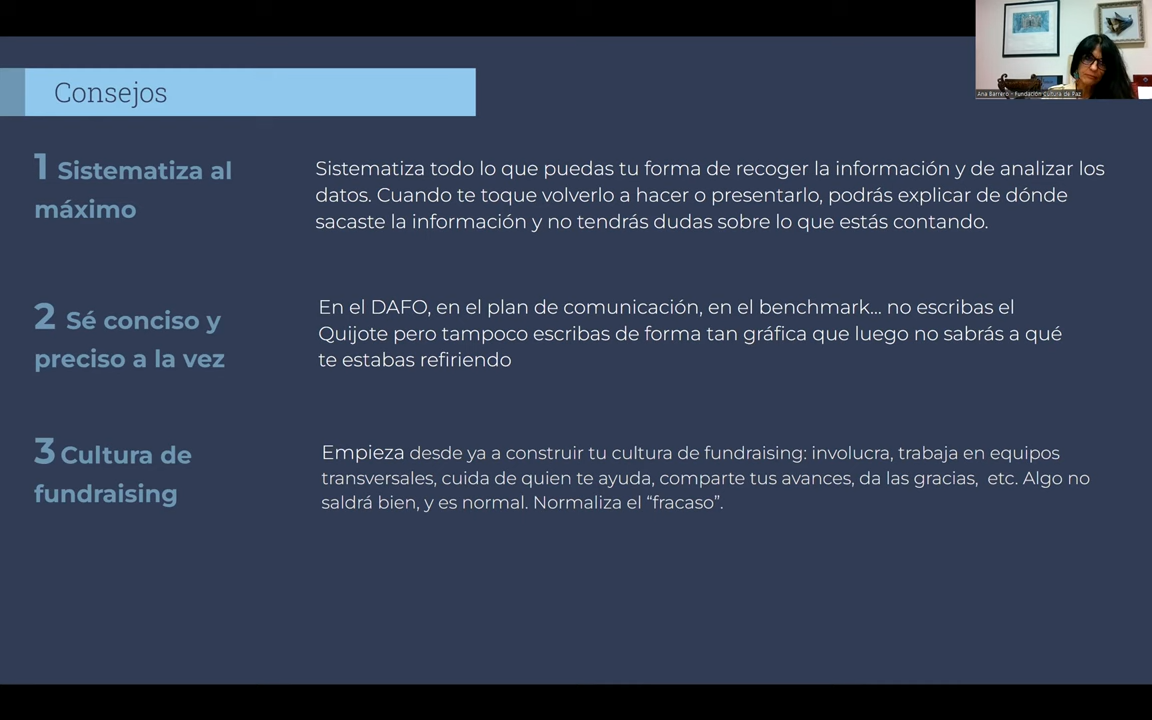 Ana Barrero - Fundación Cultura de Paz
Consejos
1 Sistematiza al
máximo
Sistematiza todo lo que puedas tu forma de recoger la información y de analizar los
datos. Cuando te toque volverlo a hacer o presentarlo, podrás explicar de dónde
sacaste la información y no tendrás dudas sobre lo que estás contando.
2 Sé conciso y
preciso a la vez
En el DAFO, en el plan de comunicación, en el benchmark... no escribas el
Quijote pero tampoco escribas de forma tan gráfica que luego no sabrás a qué
te estabas refiriendo
3 Cultura de
fundraising
Empieza desde ya a construir tu cultura de fundraising: involucra, trabaja en equipos
transversales, cuida de quien te ayuda, comparte tus avances, da las gracias, etc. Algo no
saldrá bien, y es normal. Normaliza el “fracaso”.